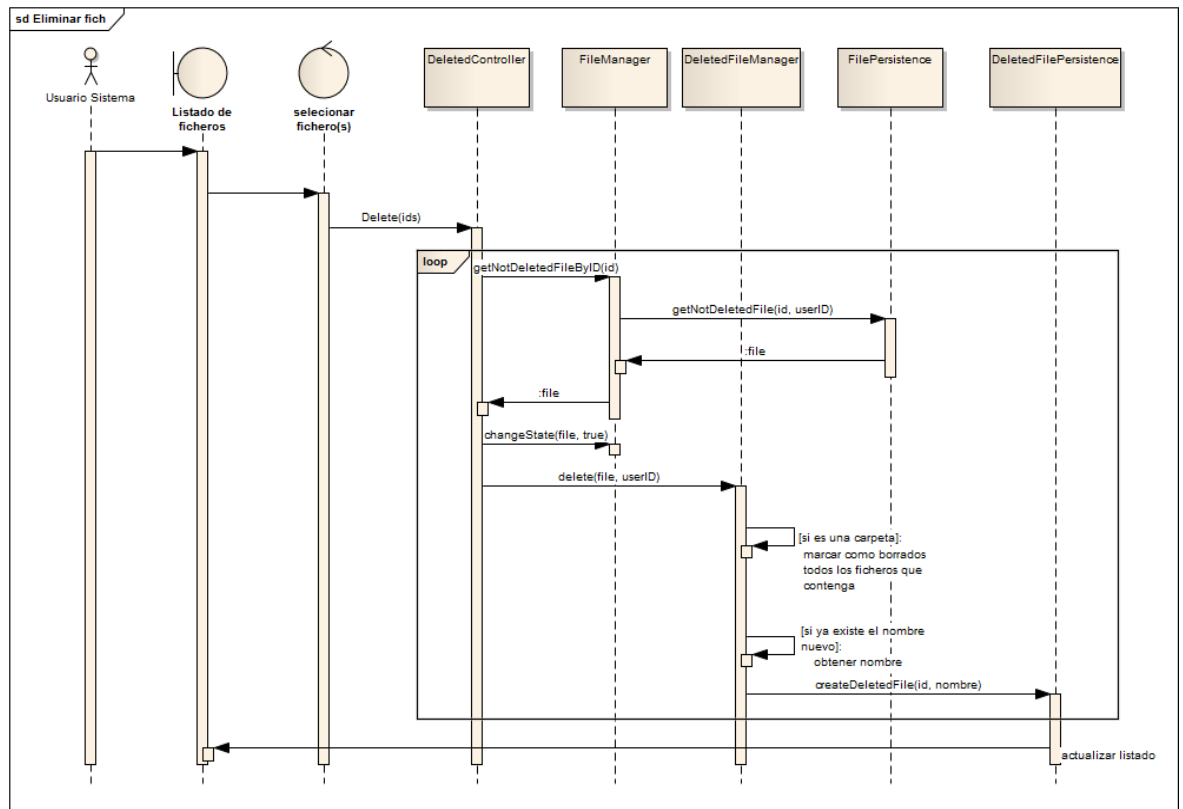 sd Eliminar fich
DeletedController
FileManager
DeletedFileManager
FilePersistence
DeletedFilePersistence
Usuario Sistema
Listado de
ficheros
selecionar
fichero(s)
Delete(ids)
loop
getNotDeletedFileByID(id)
getNotDeletedFile(id, userID)
:file
:file
changeState(file, true)
delete(file, userID)
[si es una carpeta]:
marcar como borrados
todos los ficheros que
contenga
[si ya existe el nombre
nuevo]:
obtener nombre
createDeletedFile(id, nombre)
actualizar listado